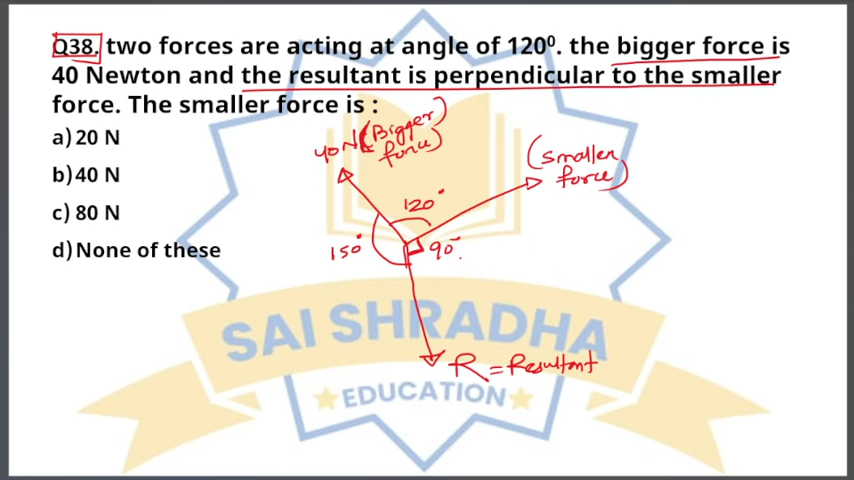 Q38. two forces are acting at angle of 120⁰. the bigger force is
40 Newton and the resultant is perpendicular to the smaller
force. The smaller force is :
a) 20 N
b) 40 N
c) 80 N
d) None of these
40N (Bigger
force)
(smaller
force)
120°
150°
90°
R = Resultant
SAI SHRADHA
EDUCATION